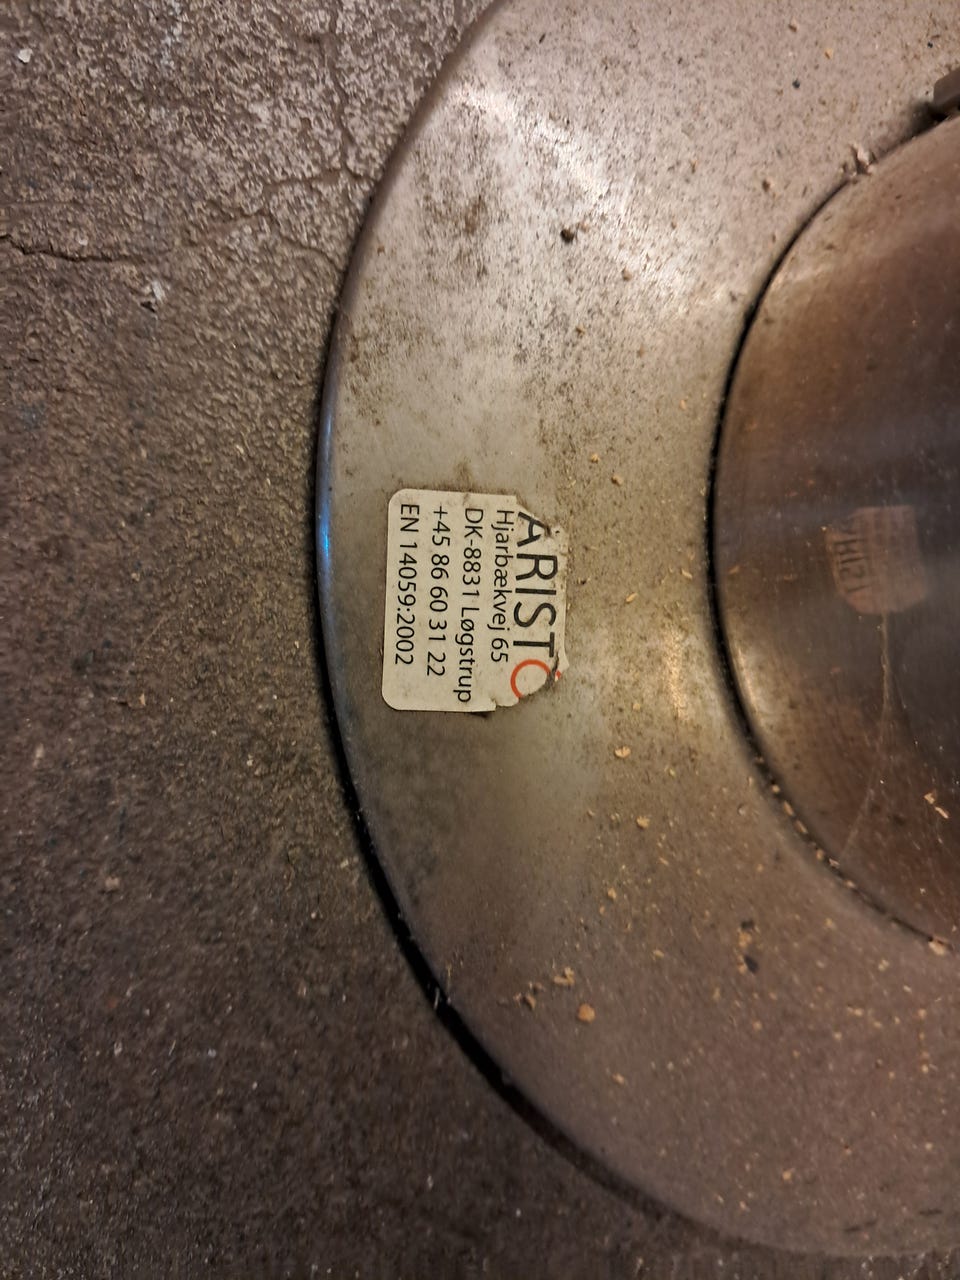 ARISTO
Hjarbækvej 65
DK-8831 Løgstrup
+45 86 60 31 22
EN 14059:2002